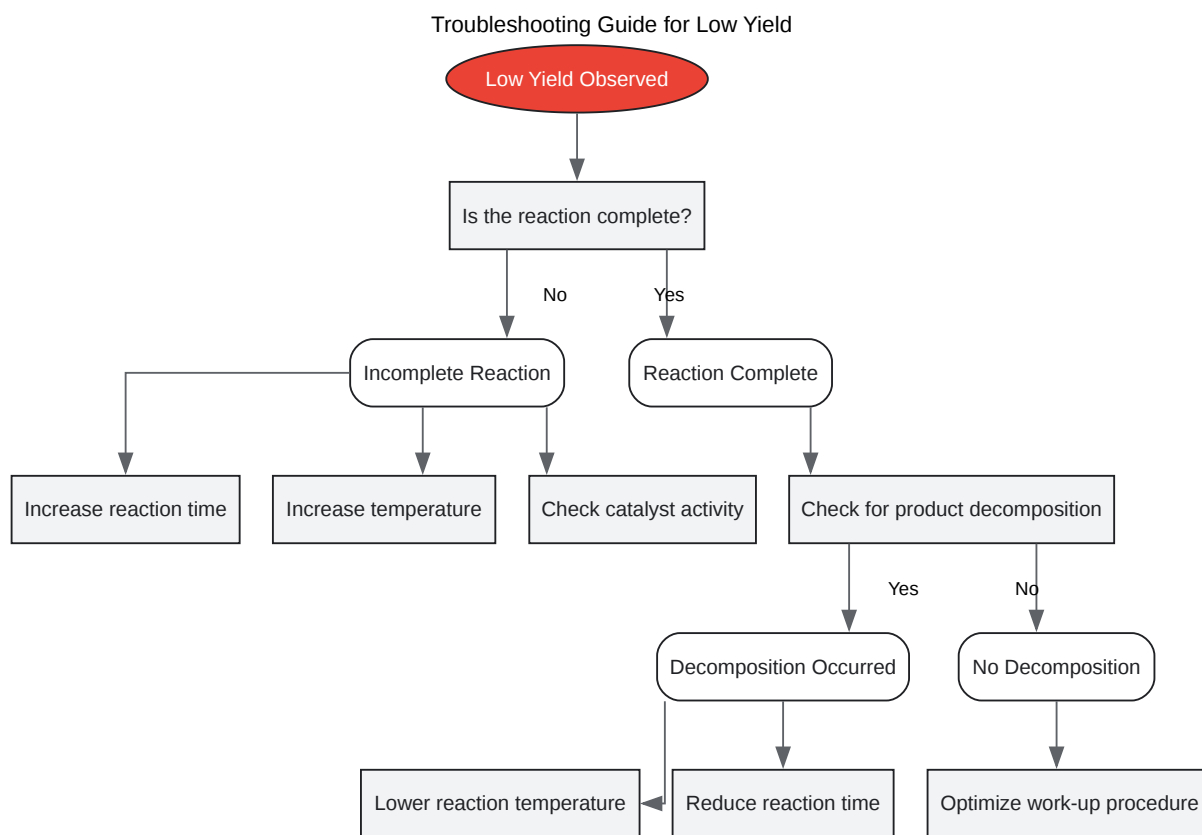 Troubleshooting Guide for Low Yield
Low Yield Observed
Is the reaction complete?
No
Yes
Incomplete Reaction
Reaction Complete
Increase reaction time
Increase temperature
Check catalyst activity
Check for product decomposition
Yes
No
Decomposition Occurred
No Decomposition
Lower reaction temperature
Reduce reaction time
Optimize work-up procedure